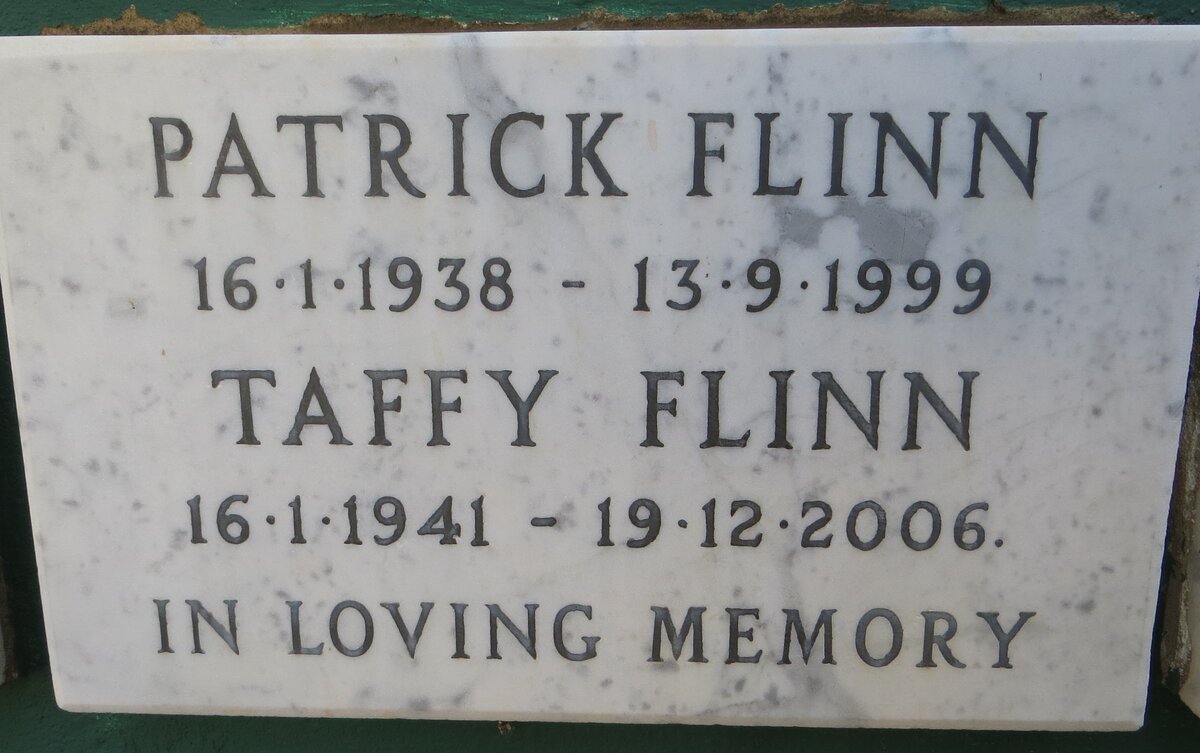 PATRICK FLINN
16·1·1938 - 13·9·1999
TAFFY FLINN
16·1·1941 - 19·12·2006.
IN LOVING MEMORY